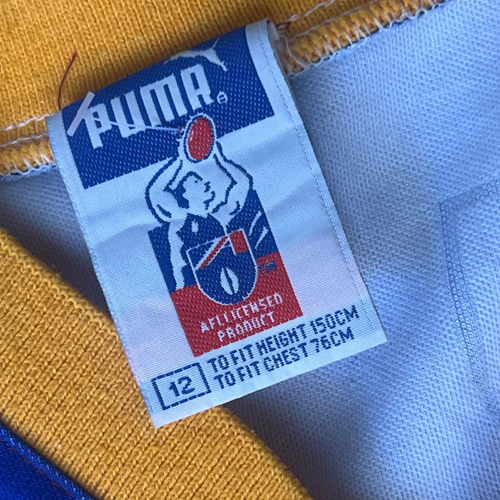 PUMA®
AFL LICENSED
PRODUCT
12
TO FIT HEIGHT 150CM
TO FIT CHEST 76CM